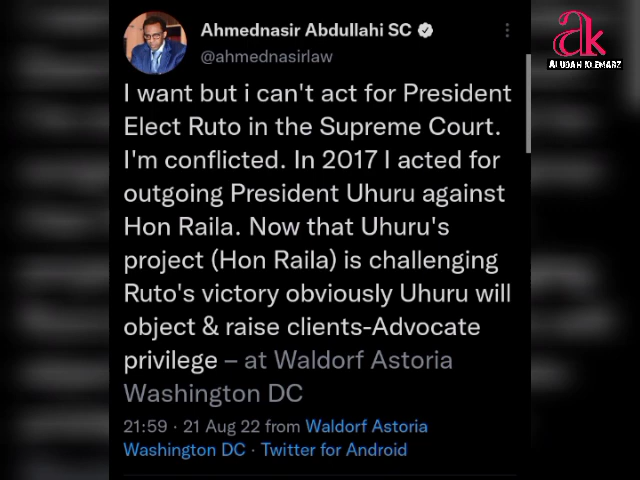 Ahmednasir Abdullahi SC
@ahmednasirlaw
I want but i can't act for President
Elect Ruto in the Supreme Court.
I'm conflicted. In 2017 I acted for
outgoing President Uhuru against
Hon Raila. Now that Uhuru's
project (Hon Raila) is challenging
Ruto's victory obviously Uhuru will
object & raise clients-Advocate
privilege – at Waldorf Astoria
Washington DC
21:59 · 21 Aug 22 from Waldorf Astoria
Washington DC · Twitter for Android
ak